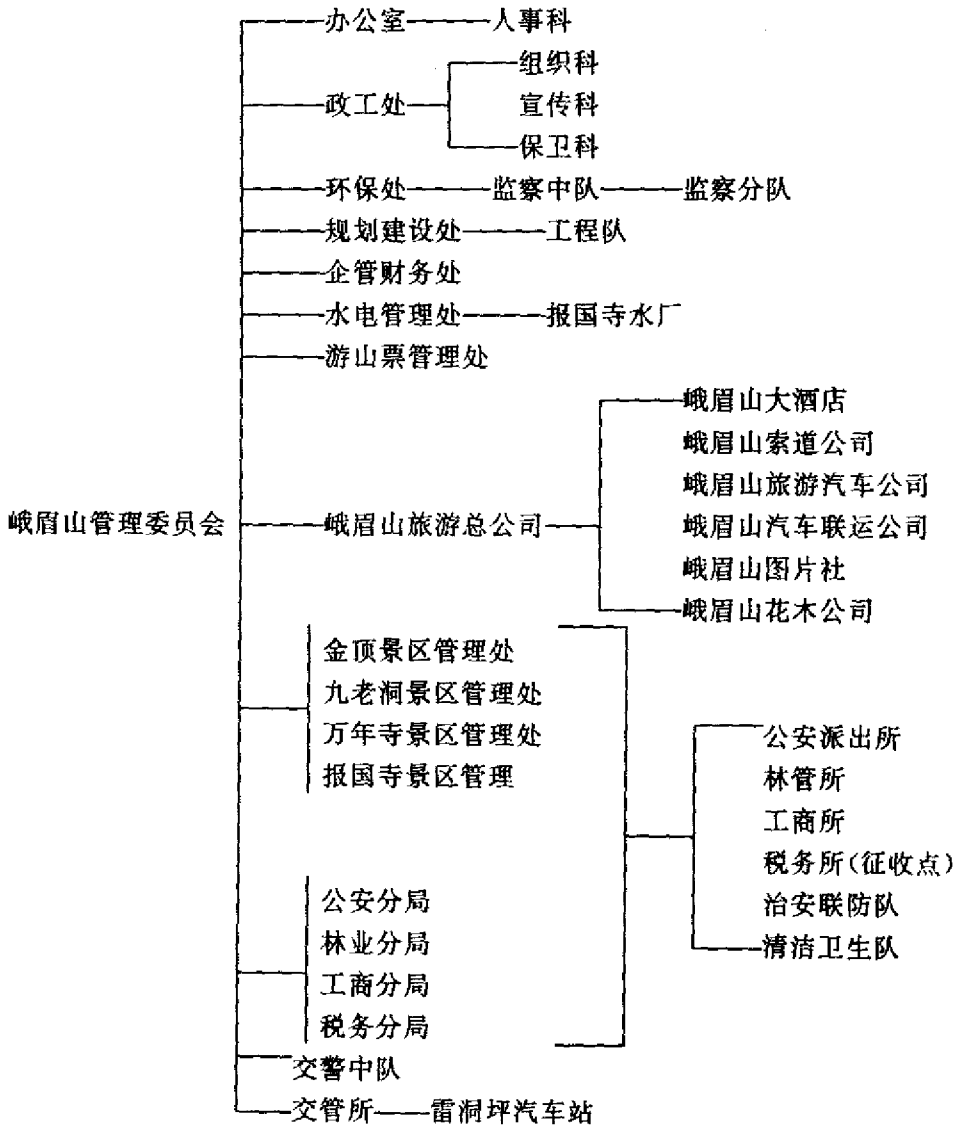 办公室 人事科
组织科
政工处 宣传科
保卫科
环保处 监察中队 监察分队
规划建设处 工程队
企管财务处
水电管理处 报国寺水厂
游山票管理处
峨眉山大酒店
峨眉山索道公司
峨眉山旅游汽车公司
峨眉山管理委员会 峨眉山旅游总公司 峨眉山汽车联运公司
峨眉山图片社
峨眉山花木公司
金顶景区管理处
九老洞景区管理处
万年寺景区管理处
报国寺景区管理
公安派出所
林管所
工商所
税务所(征收点)
治安联防队
清洁卫生队
公安分局
林业分局
工商分局
税务分局
交警中队
交管所 雷洞坪汽车站